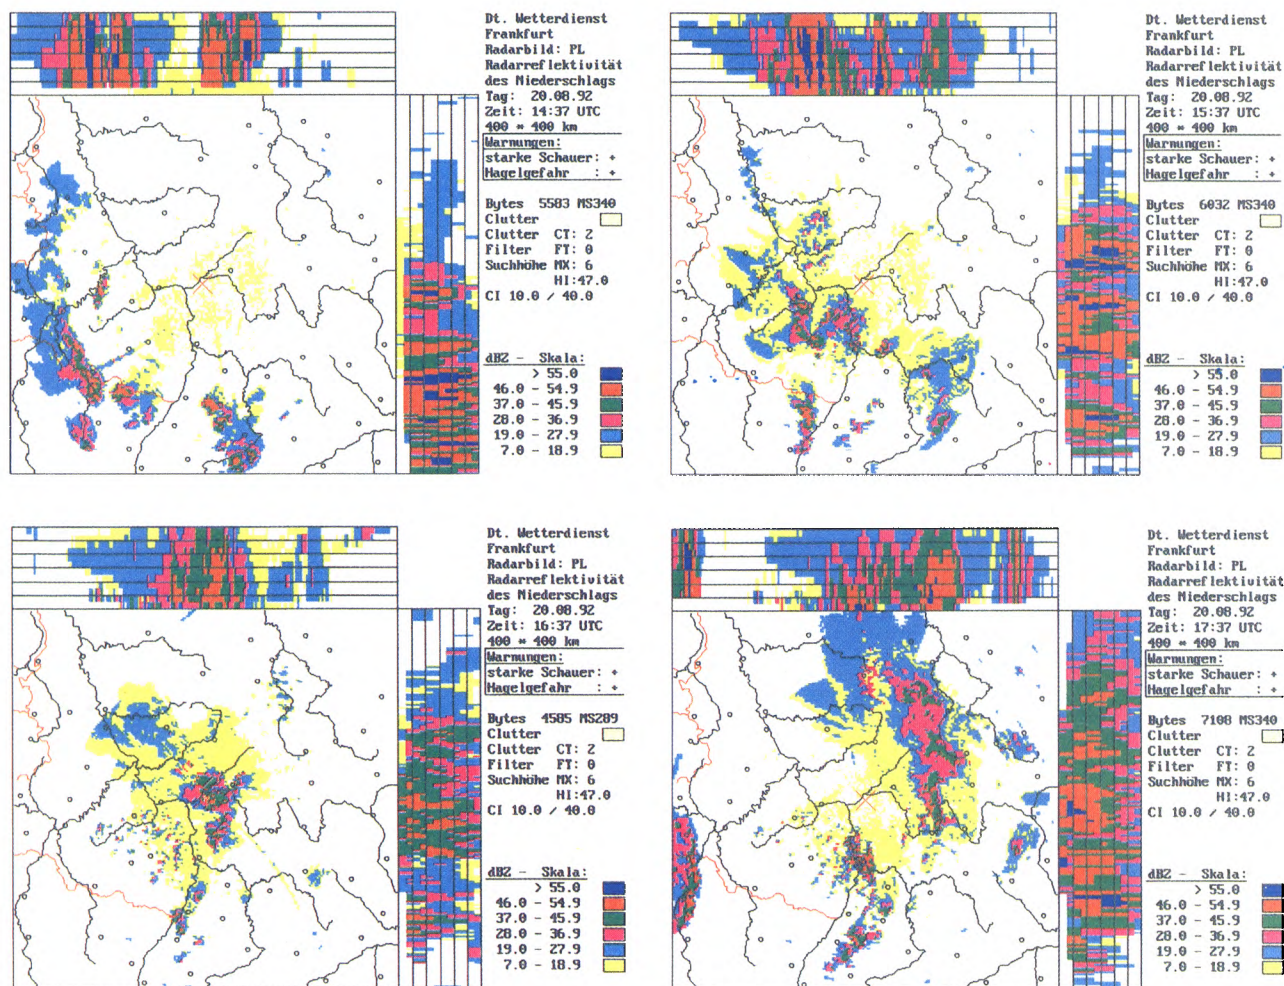 Dt. Wetterdienst
Frankfurt
Radarbild: PL
Radarreflektivität
des Niederschlags
Tag: 20.08.92
Zeit: 14:37 UTC
400 * 400 km
Warnungen:
starke Schauer: +
Hagelgefahr : +
Bytes 5583 MS340
Clutter
Clutter CT: 2
Filter FT: 0
Suchhöhe MX: 6
HI:47.0
CI 10.0 / 40.0
dBZ - Skala:
> 55.0
46.0 - 54.9
37.0 - 45.9
28.0 - 36.9
19.0 - 27.9
7.0 - 18.9
Dt. Wetterdienst
Frankfurt
Radarbild: PL
Radarreflektivität
des Niederschlags
Tag: 20.08.92
Zeit: 15:37 UTC
400 * 400 km
Warnungen:
starke Schauer: +
Hagelgefahr : +
Bytes 6032 MS340
Clutter
Clutter CT: 2
Filter FT: 0
Suchhöhe MX: 6
HI:47.0
CI 10.0 / 40.0
dBZ - Skala:
> 55.0
46.0 - 54.9
37.0 - 45.9
28.0 - 36.9
19.0 - 27.9
7.0 - 18.9
Dt. Wetterdienst
Frankfurt
Radarbild: PL
Radarreflektivität
des Niederschlags
Tag: 20.08.92
Zeit: 16:37 UTC
400 * 400 km
Warnungen:
starke Schauer: +
Hagelgefahr : +
Bytes 4585 MS289
Clutter
Clutter CT: 2
Filter FT: 0
Suchhöhe MX: 6
HI:47.0
CI 10.0 / 40.0
dBZ - Skala:
> 55.0
46.0 - 54.9
37.0 - 45.9
28.0 - 36.9
19.0 - 27.9
7.0 - 18.9
Dt. Wetterdienst
Frankfurt
Radarbild: PL
Radarreflektivität
des Niederschlags
Tag: 20.08.92
Zeit: 17:37 UTC
400 * 400 km
Warnungen:
starke Schauer: +
Hagelgefahr : +
Bytes 7108 MS340
Clutter
Clutter CT: 2
Filter FT: 0
Suchhöhe MX: 6
HI:47.0
CI 10.0 / 40.0
dBZ - Skala:
> 55.0
46.0 - 54.9
37.0 - 45.9
28.0 - 36.9
19.0 - 27.9
7.0 - 18.9